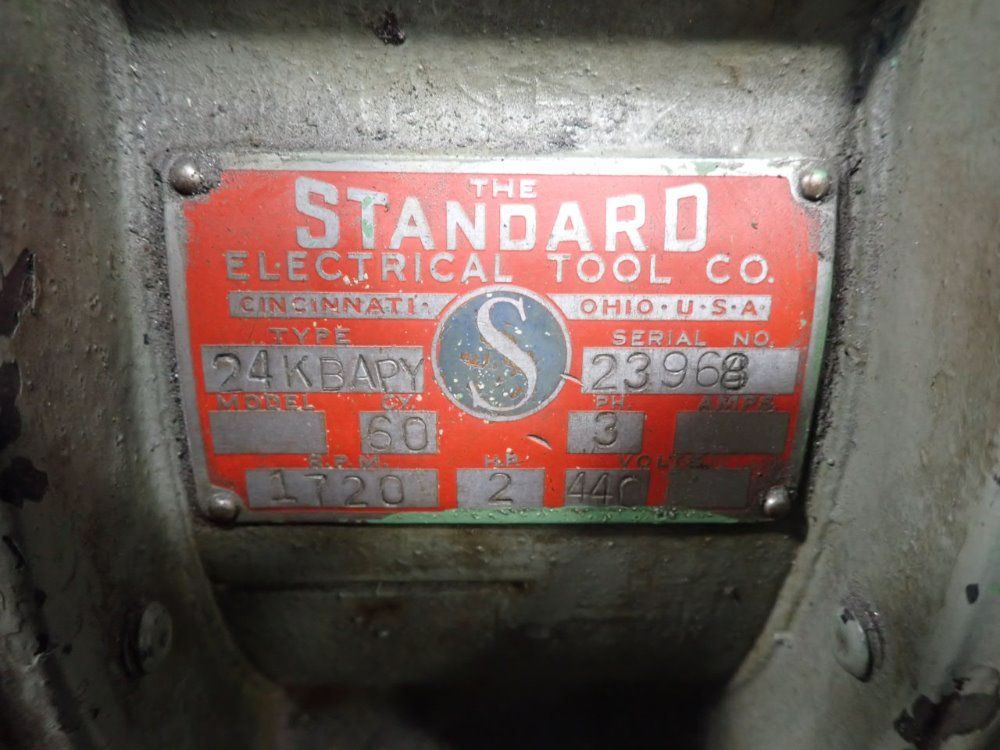 THE
STANDARD
ELECTRICAL TOOL CO.
CINCINNATI · OHIO · U · S · A
S
TYPE SERIAL NO.
24KBAPY 23968
MODEL CY. PH. AMPS.
60 3
R.P.M. H.P. VOLTS
1720 2 440